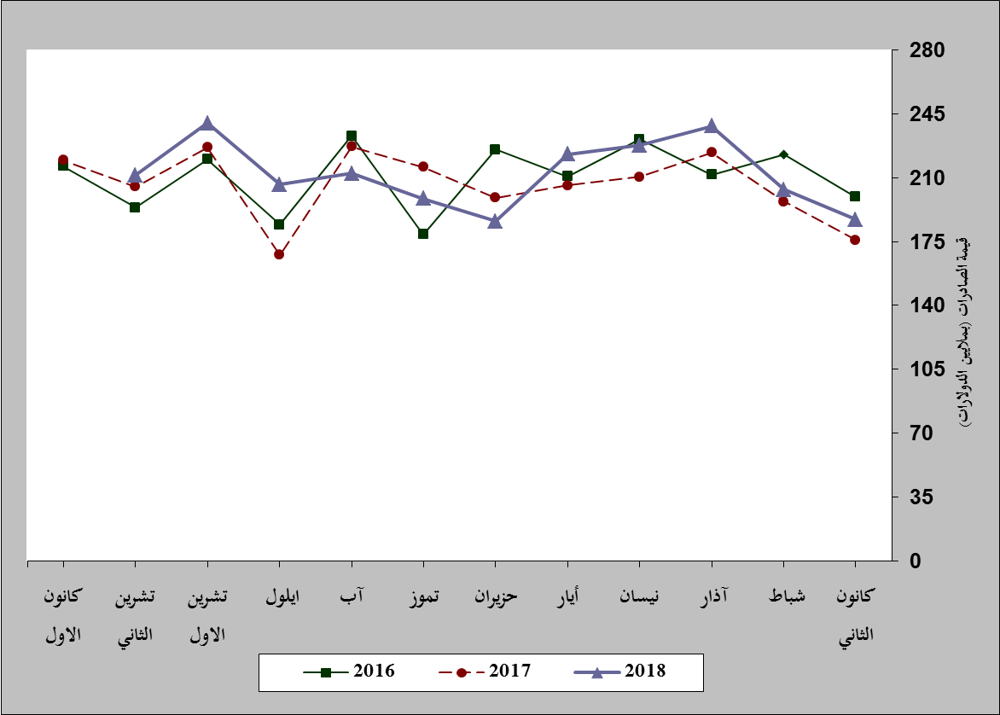 280
245
210
175
140
105
70
35
0
قيمة الصادرات (بملايين الدولارات)
كانون الثاني
شباط
آذار
نيسان
أيار
حزيران
تموز
آب
ايلول
تشرين الاول
تشرين الثاني
كانون الاول
2016 2017 2018